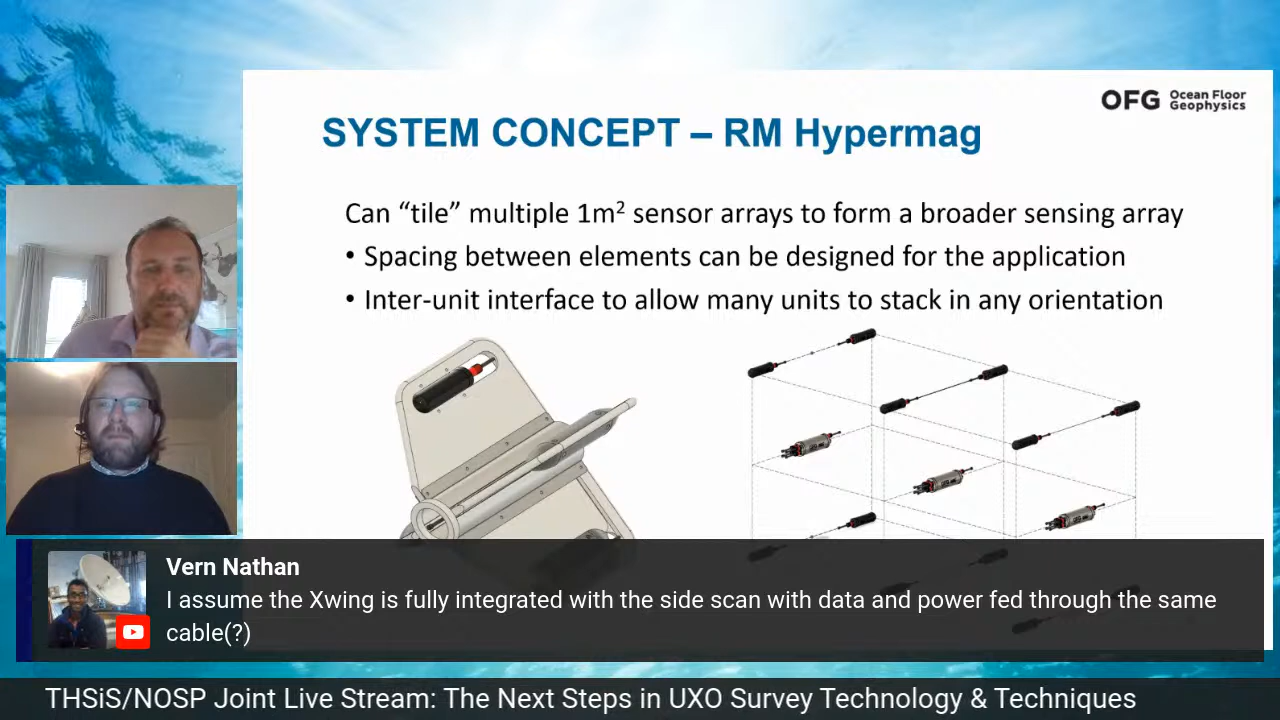 OFG Ocean Floor
Geophysics
SYSTEM CONCEPT – RM Hypermag
Can “tile” multiple 1m² sensor arrays to form a broader sensing array
• Spacing between elements can be designed for the application
• Inter-unit interface to allow many units to stack in any orientation
Vern Nathan
I assume the Xwing is fully integrated with the side scan with data and power fed through the same
cable(?)
THSiS/NOSP Joint Live Stream: The Next Steps in UXO Survey Technology & Techniques